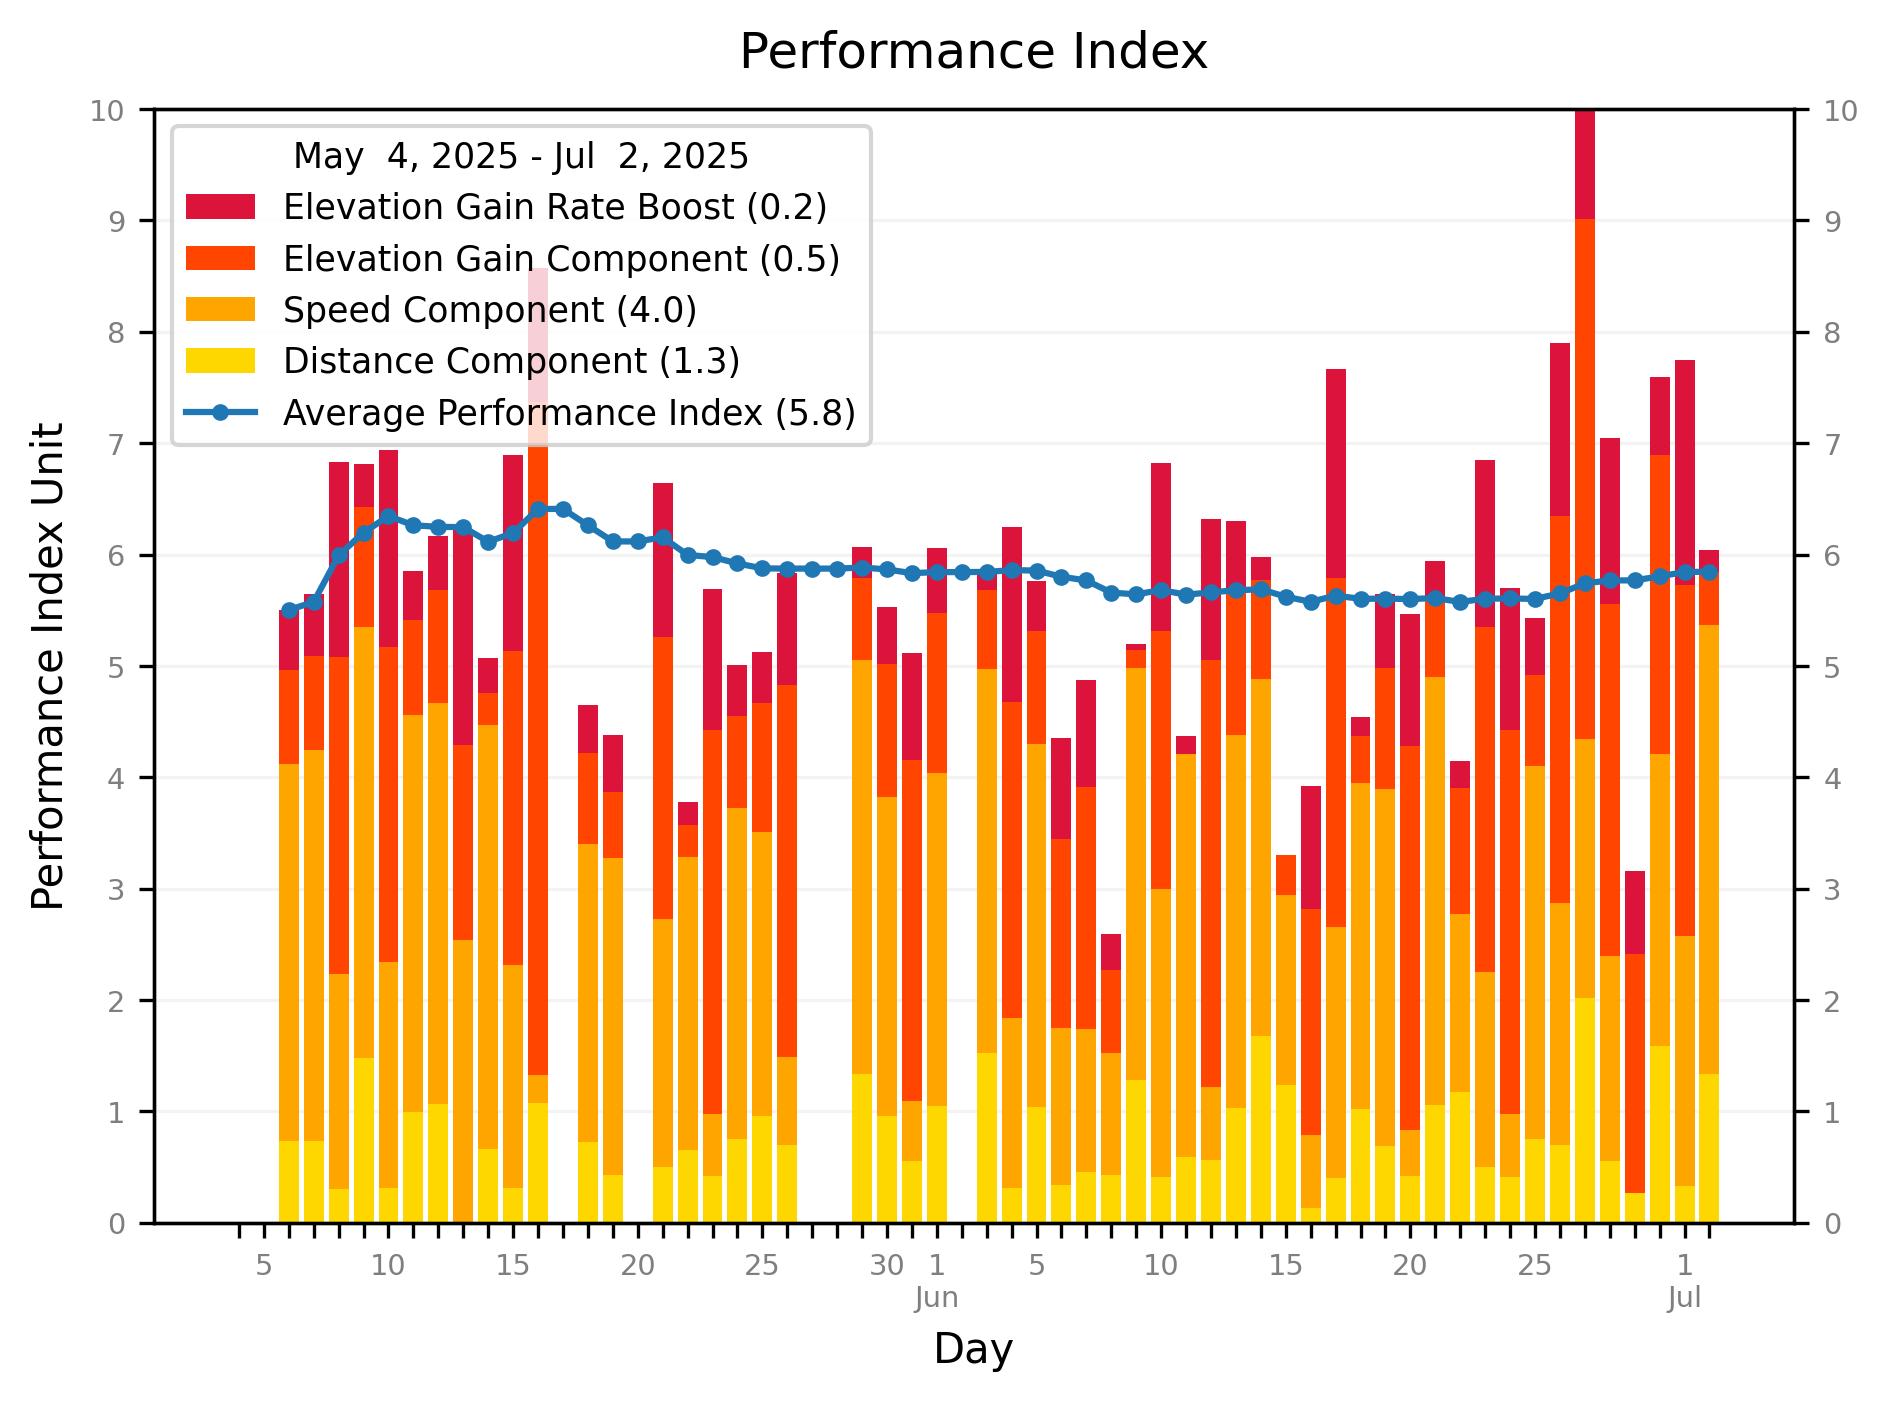 Performance Index
May  4, 2025 - Jul  2, 2025
Elevation Gain Rate Boost (0.2)
Elevation Gain Component (0.5)
Speed Component (4.0)
Distance Component (1.3)
Average Performance Index (5.8)
Performance Index Unit
10 10
9 9
8 8
7 7
6 6
5 5
4 4
3 3
2 2
1 1
0 0
5 10 15 20 25 30 1 5 10 15 20 25 1
Jun Jul
Day